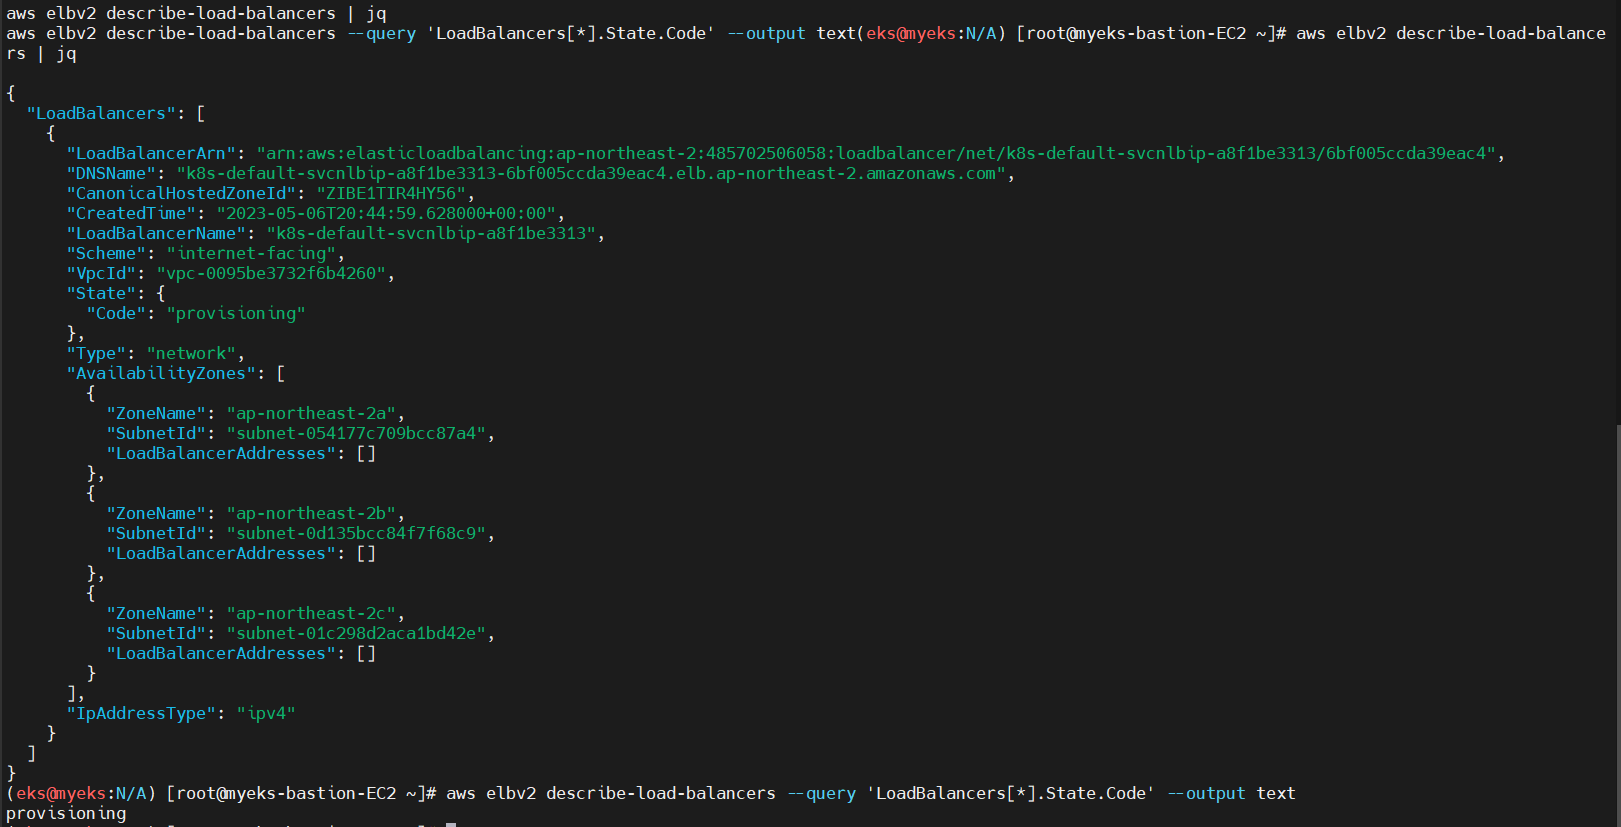 aws elbv2 describe-load-balancers | jq
aws elbv2 describe-load-balancers --query 'LoadBalancers[*].State.Code' --output text(eks@myeks:N/A) [root@myeks-bastion-EC2 ~]# aws elbv2 describe-load-balance
rs | jq
{
  "LoadBalancers": [
    {
      "LoadBalancerArn": "arn:aws:elasticloadbalancing:ap-northeast-2:485702506058:loadbalancer/net/k8s-default-svcnlbip-a8f1be3313/6bf005ccda39eac4",
      "DNSName": "k8s-default-svcnlbip-a8f1be3313-6bf005ccda39eac4.elb.ap-northeast-2.amazonaws.com",
      "CanonicalHostedZoneId": "ZIBE1TIR4HY56",
      "CreatedTime": "2023-05-06T20:44:59.628000+00:00",
      "LoadBalancerName": "k8s-default-svcnlbip-a8f1be3313",
      "Scheme": "internet-facing",
      "VpcId": "vpc-0095be3732f6b4260",
      "State": {
        "Code": "provisioning"
      },
      "Type": "network",
      "AvailabilityZones": [
        {
          "ZoneName": "ap-northeast-2a",
          "SubnetId": "subnet-054177c709bcc87a4",
          "LoadBalancerAddresses": []
        },
        {
          "ZoneName": "ap-northeast-2b",
          "SubnetId": "subnet-0d135bcc84f7f68c9",
          "LoadBalancerAddresses": []
        },
        {
          "ZoneName": "ap-northeast-2c",
          "SubnetId": "subnet-01c298d2aca1bd42e",
          "LoadBalancerAddresses": []
        }
      ],
      "IpAddressType": "ipv4"
    }
  ]
}
(eks@myeks:N/A) [root@myeks-bastion-EC2 ~]# aws elbv2 describe-load-balancers --query 'LoadBalancers[*].State.Code' --output text
provisioning